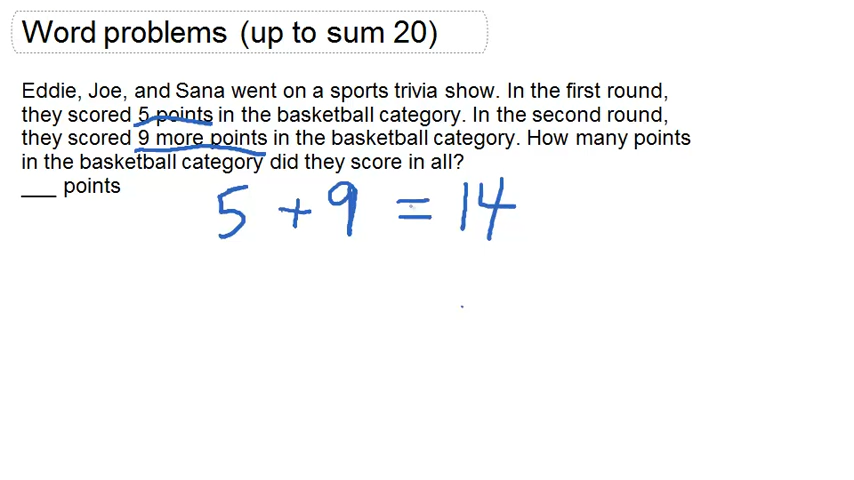 Word problems (up to sum 20)
Eddie, Joe, and Sana went on a sports trivia show. In the first round,
they scored 5 points in the basketball category. In the second round,
they scored 9 more points in the basketball category. How many points
in the basketball category did they score in all?
___ points
5 + 9 = 14